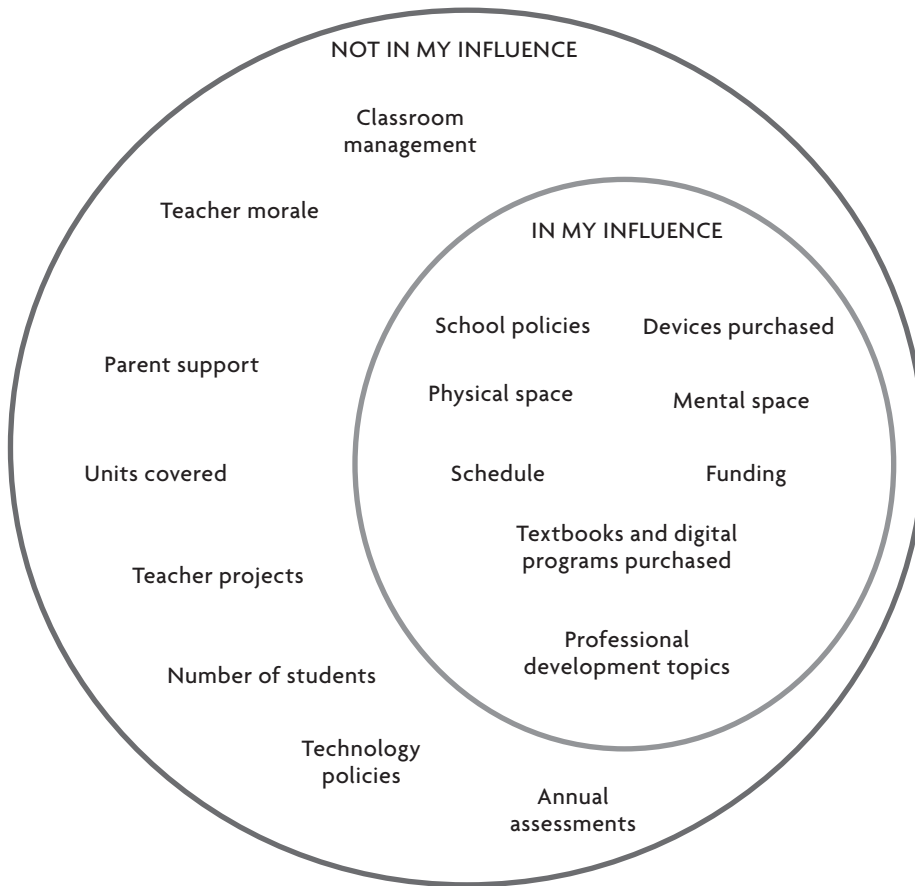 NOT IN MY INFLUENCE
Classroom
management
Teacher morale
IN MY INFLUENCE
School policies
Devices purchased
Parent support
Physical space
Mental space
Units covered
Schedule
Funding
Textbooks and digital
programs purchased
Teacher projects
Professional
development topics
Number of students
Technology
policies
Annual
assessments